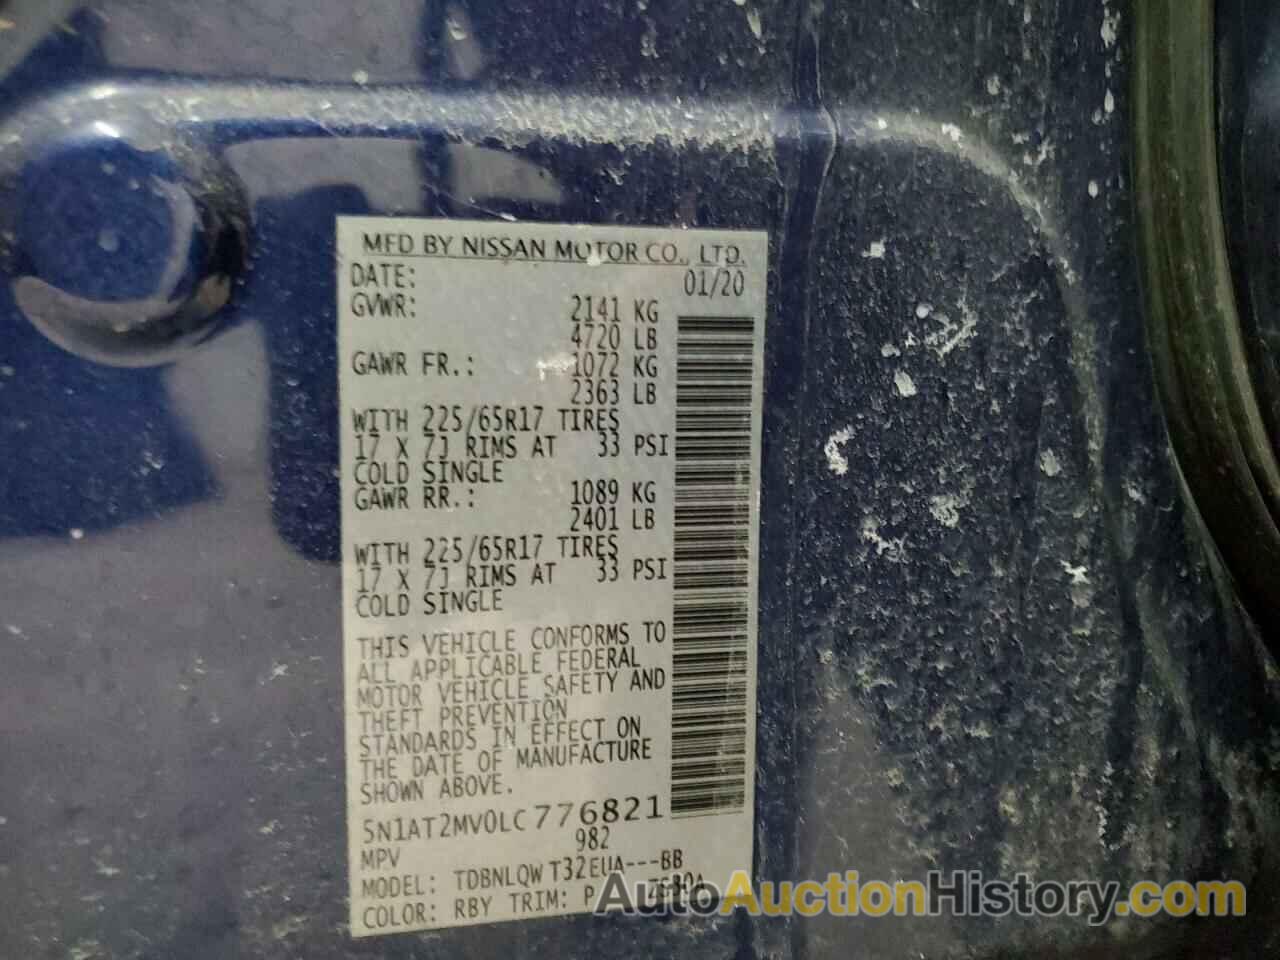 MFD BY NISSAN MOTOR CO., LTD.
DATE: 01/20
GVWR: 2141 KG
4720 LB
GAWR FR.: 1072 KG
2363 LB
WITH 225/65R17 TIRES
17 X 7J RIMS AT 33 PSI
COLD SINGLE
GAWR RR.: 1089 KG
2401 LB
WITH 225/65R17 TIRES
17 X 7J RIMS AT 33 PSI
COLD SINGLE
THIS VEHICLE CONFORMS TO
ALL APPLICABLE FEDERAL
MOTOR VEHICLE SAFETY AND
THEFT PREVENTION
STANDARDS IN EFFECT ON
THE DATE OF MANUFACTURE
SHOWN ABOVE.
5N1AT2MV0LC776821
MPV 982
MODEL: TDBNLQW T32EUA---BB
COLOR: RBY TRIM: P
AutoAuctionHistory.com